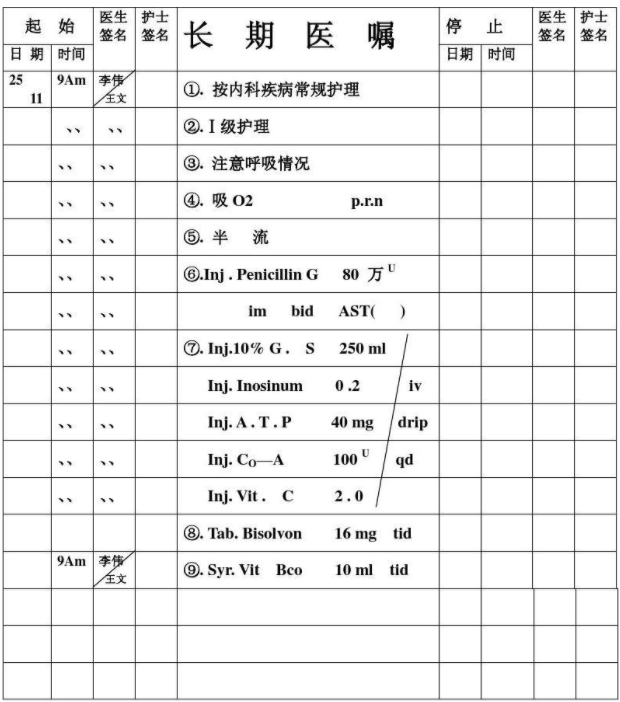 起 始 医生签名 护士签名 长 期 医 嘱 停 止 医生签名 护士签名
日 期 时间 日期 时间
25/11 9Am 李伟/王文 ①. 按内科疾病常规护理
、、 、、 ②. I 级护理
、、 、、 ③. 注意呼吸情况
、、 、、 ④. 吸 O2 p.r.n
、、 、、 ⑤. 半 流
、、 、、 ⑥.Inj . Penicillin G 80 万 U
、、 、、 im bid AST( )
、、 、、 ⑦. Inj.10% G . S 250 ml
、、 、、 Inj. Inosinum 0 .2 iv
、、 、、 Inj. A . T . P 40 mg drip
、、 、、 Inj. CO—A 100 U qd
、、 、、 Inj. Vit . C 2 . 0
⑧. Tab. Bisolvon 16 mg tid
9Am 李伟/王文 ⑨. Syr. Vit Bco 10 ml tid